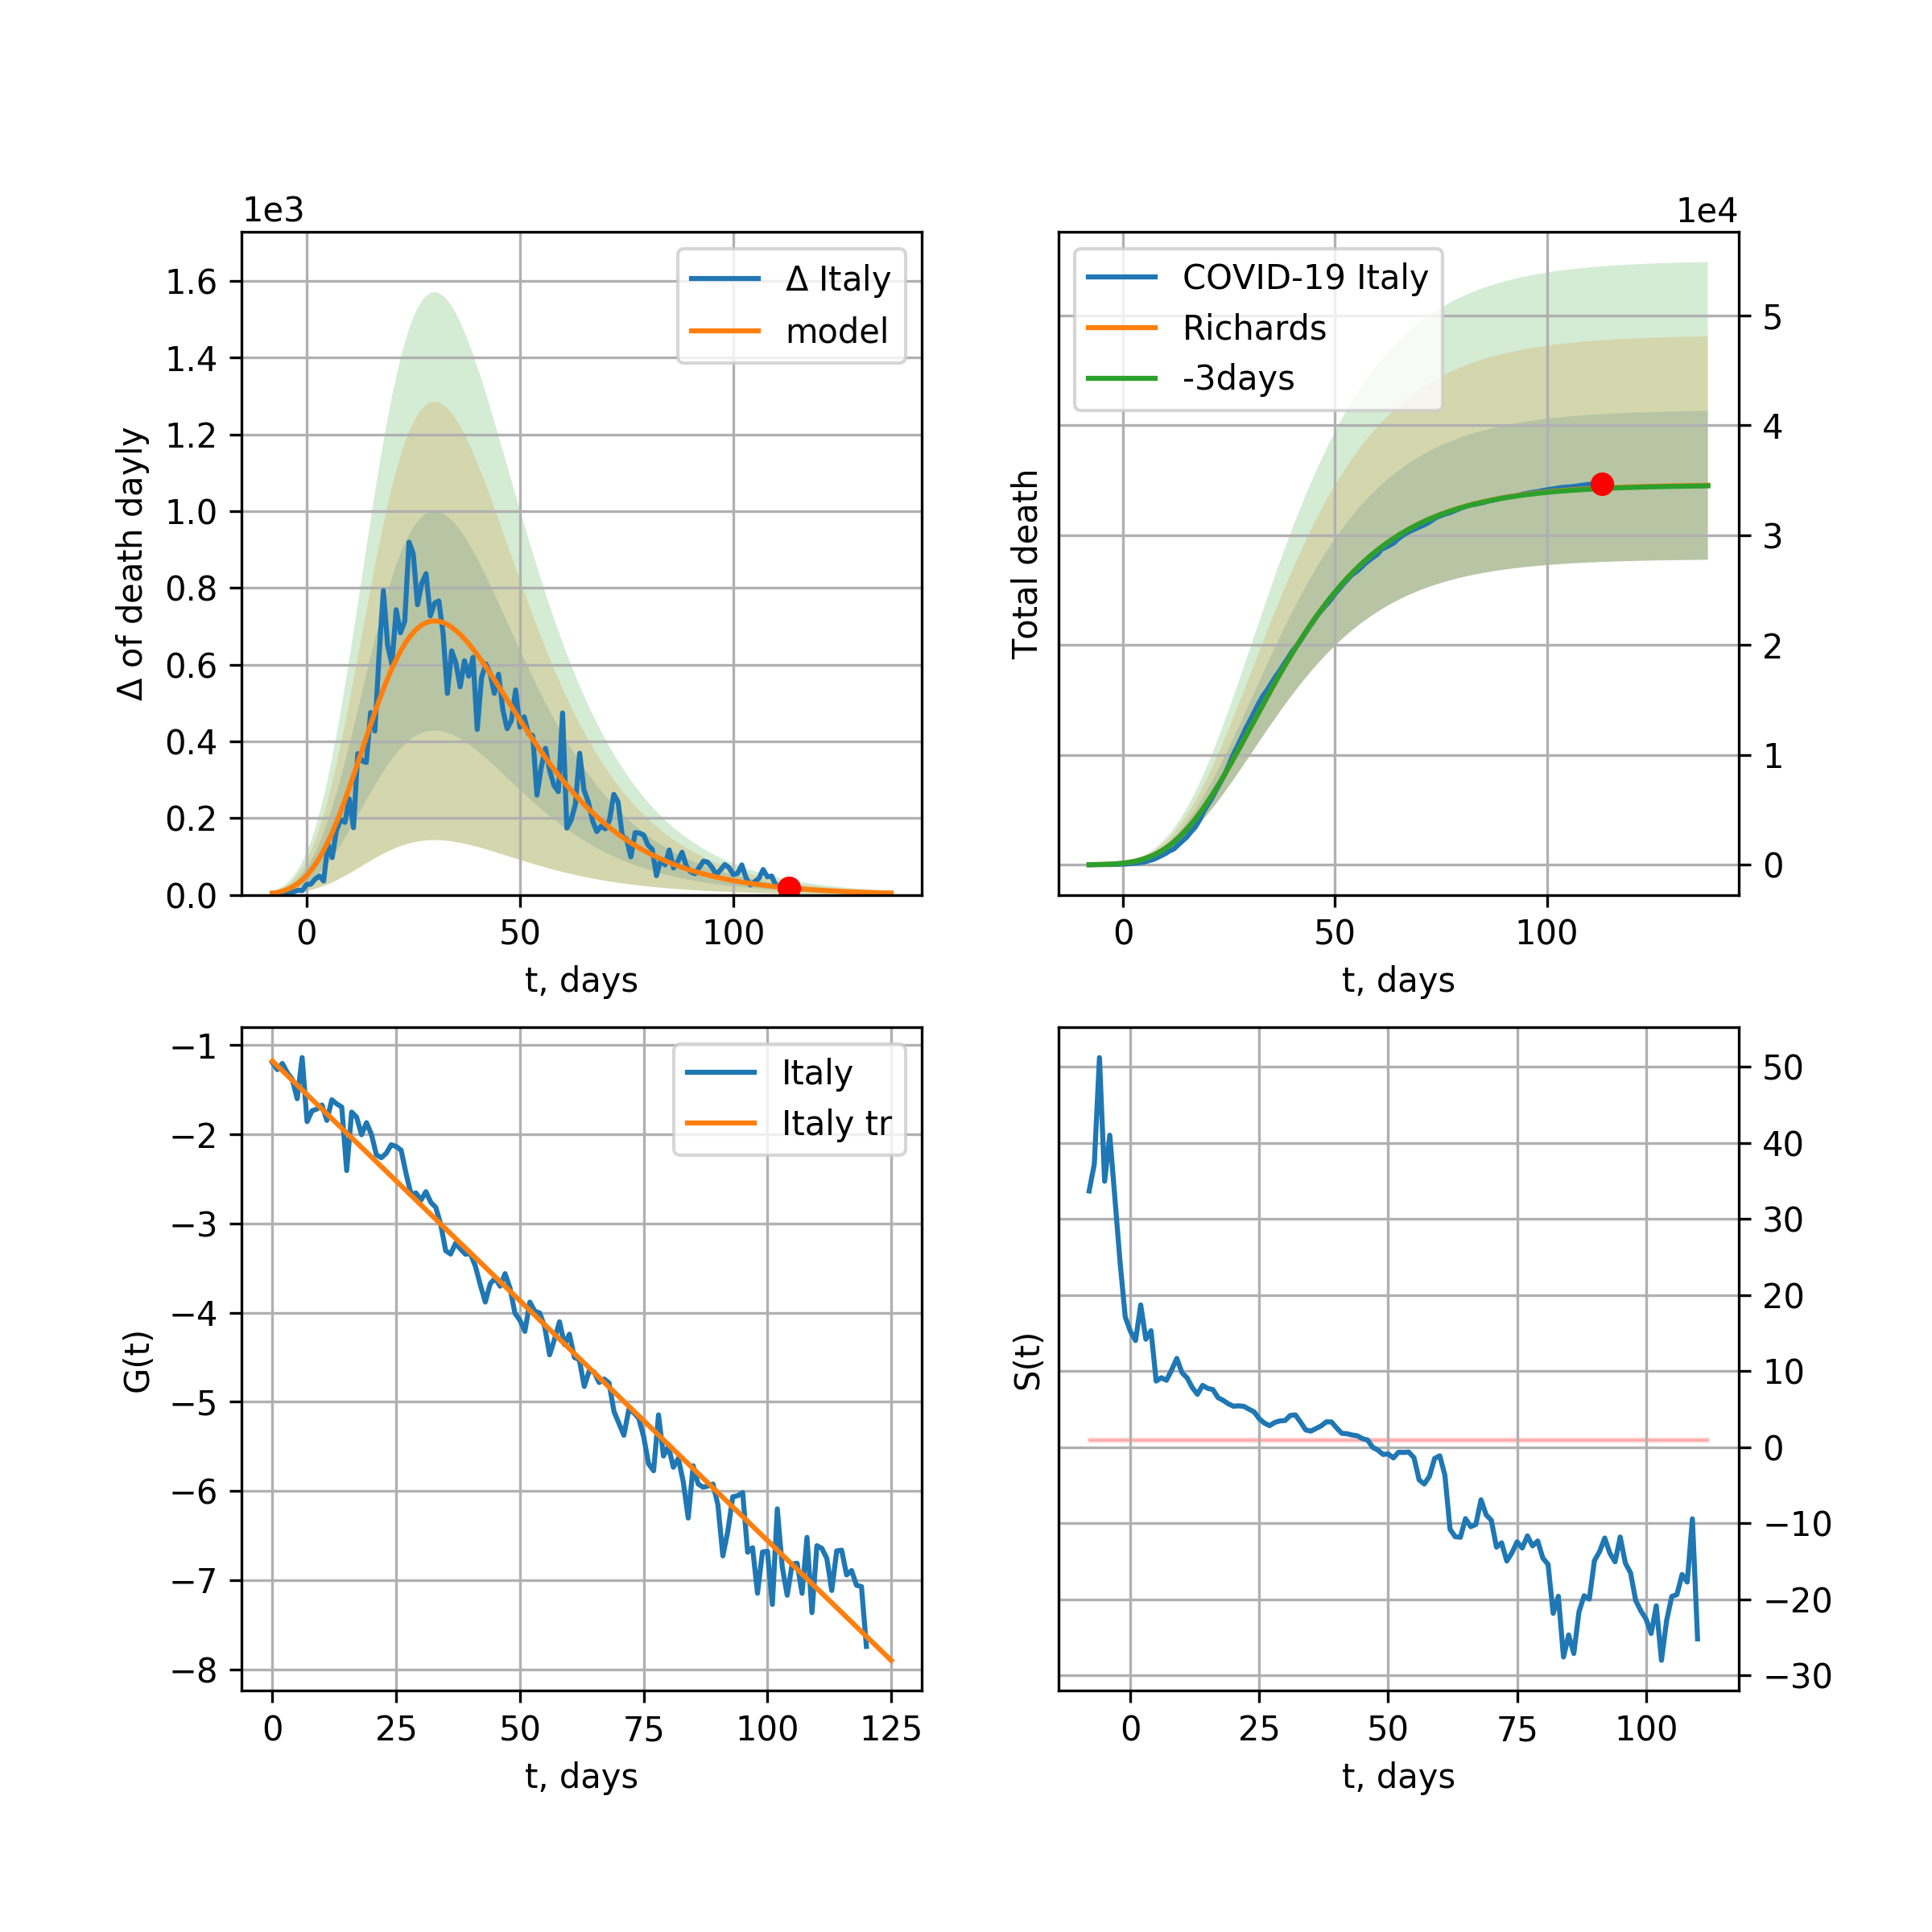 1e3
Δ of death dayly
1.6
1.4
1.2
1.0
0.8
0.6
0.4
0.2
0.0
Δ Italy
model
0 50 100
t, days
1e4
Total death
COVID-19 Italy
Richards
-3days
5
4
3
2
1
0
0 50 100
t, days
G(t)
−1
−2
−3
−4
−5
−6
−7
−8
Italy
Italy tr
0 25 50 75 100 125
t, days
S(t)
50
40
30
20
10
0
−10
−20
−30
0 25 50 75 100
t, days